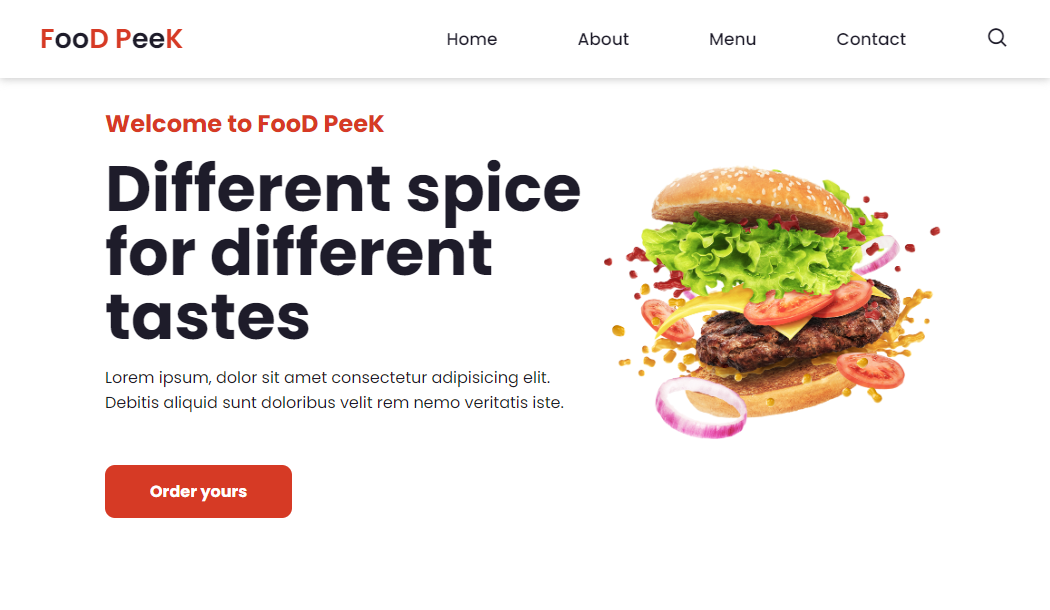 FooD PeeK
Home
About
Menu
Contact
Welcome to FooD PeeK
Different spice
for different
tastes
Lorem ipsum, dolor sit amet consectetur adipisicing elit.
Debitis aliquid sunt doloribus velit rem nemo veritatis iste.
Order yours